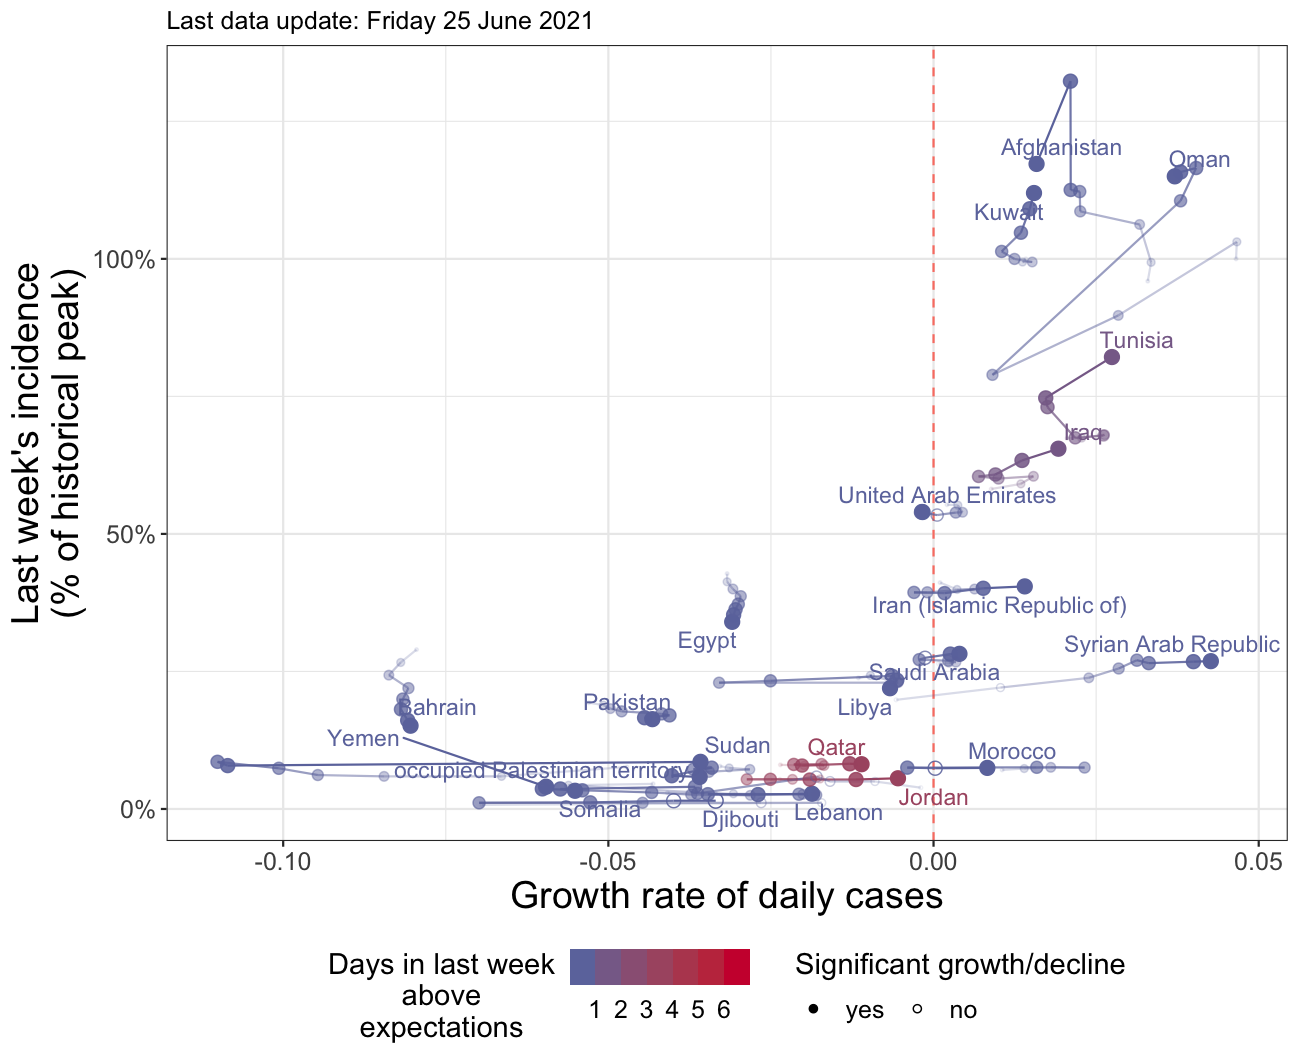 Last data update: Friday 25 June 2021
Last week's incidence
(% of historical peak)
100%
50%
0%
Afghanistan
Oman
Kuwait
Tunisia
Iraq
United Arab Emirates
Iran (Islamic Republic of)
Egypt
Syrian Arab Republic
Saudi Arabia
Pakistan
Libya
Bahrain
Yemen
Sudan
Qatar
Morocco
occupied Palestinian territory
Jordan
Somalia
Djibouti
Lebanon
-0.10
-0.05
0.00
0.05
Growth rate of daily cases
Days in last week
above
expectations
1 2 3 4 5 6
Significant growth/decline
yes
no